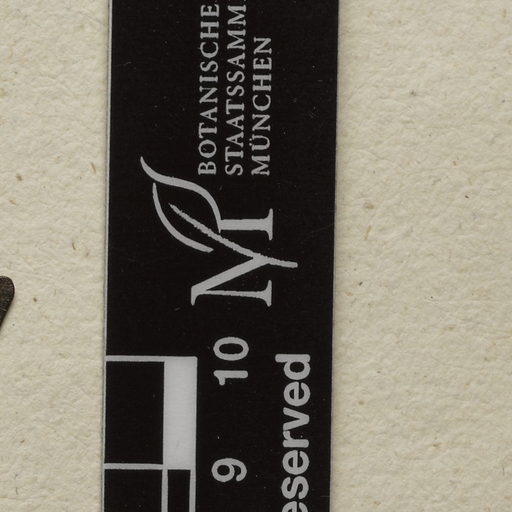 BOTANISCHE
STAATSSAMM
MÜNCHEN
M
9 10
eserved